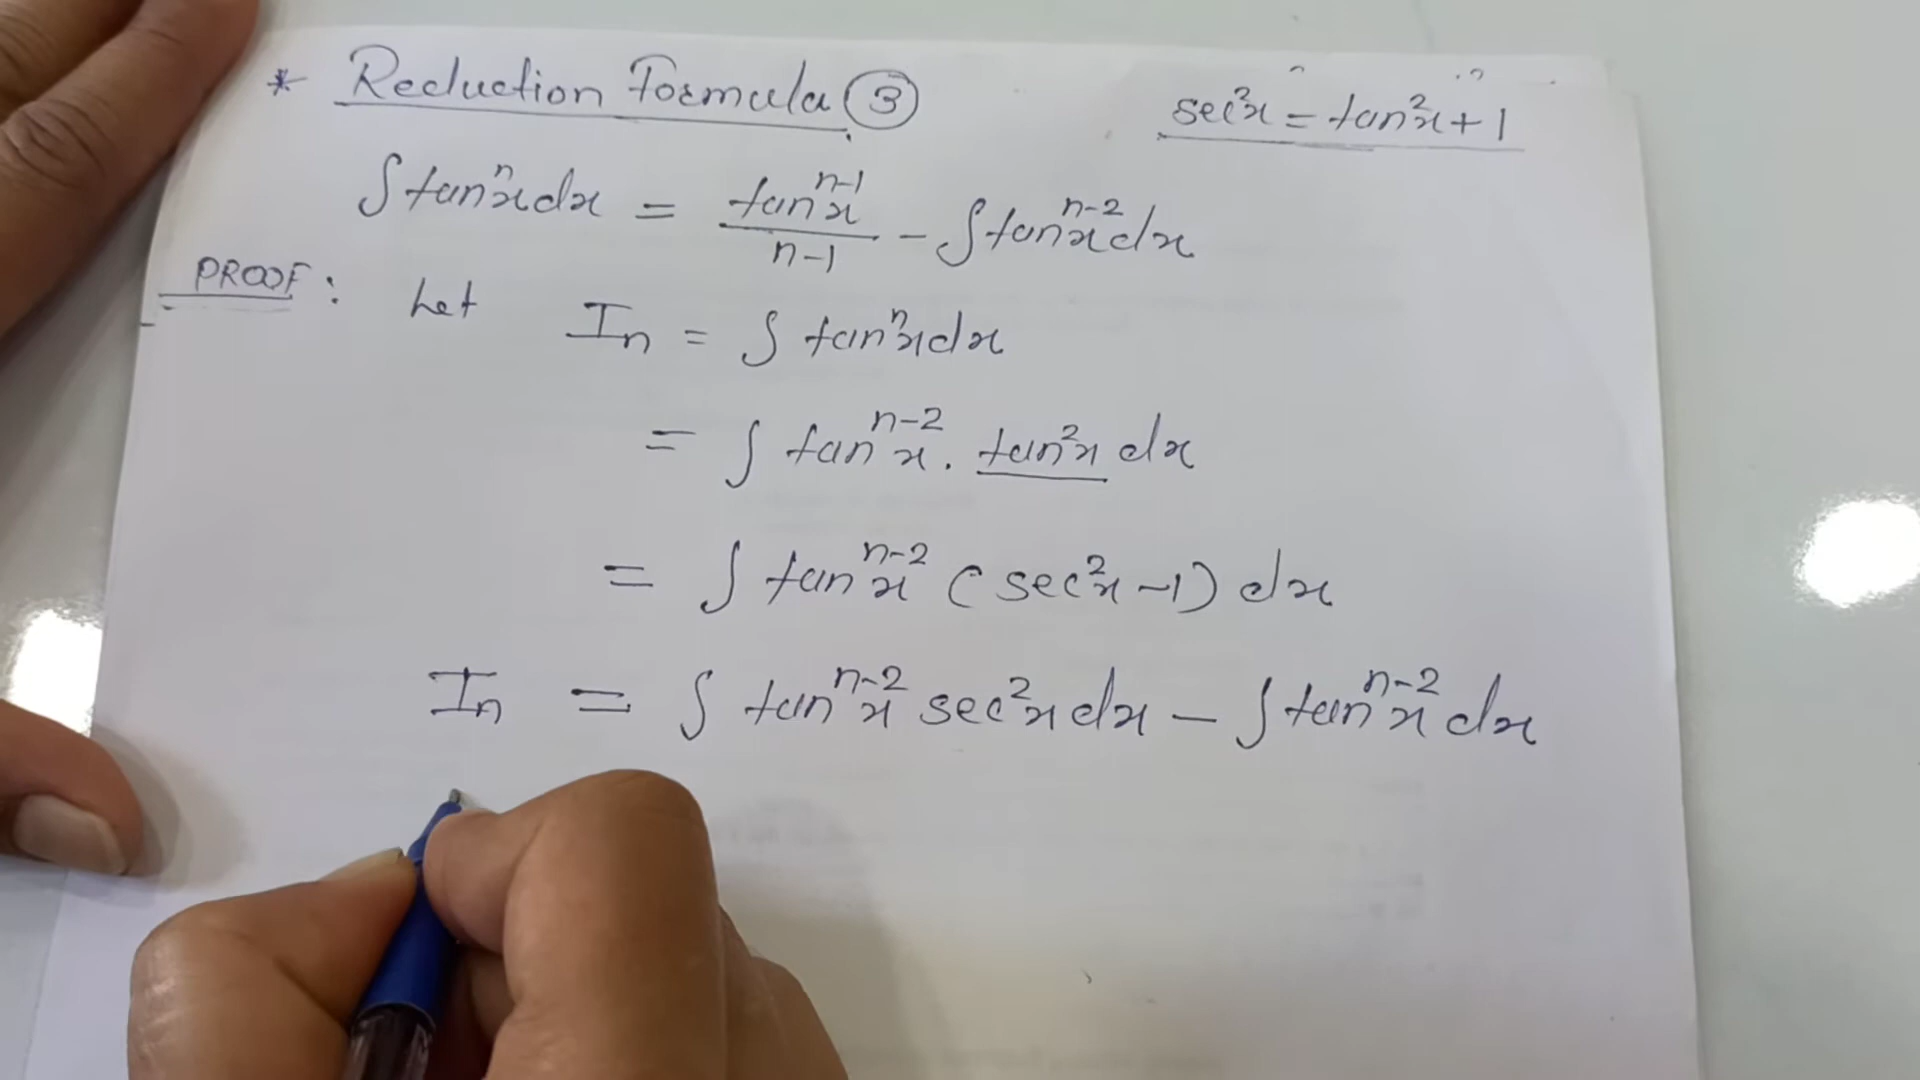 * Reduction Formula ③
sec²x = tan²x + 1
∫tanⁿx dx = tanⁿ⁻¹x / n-1 - ∫tanⁿ⁻²x dx
PROOF : Let Iₙ = ∫ tanⁿx dx
= ∫ tanⁿ⁻²x . tan²x dx
= ∫ tanⁿ⁻²x (sec²x - 1) dx
Iₙ = ∫ tanⁿ⁻²x sec²x dx - ∫ tanⁿ⁻²x dx